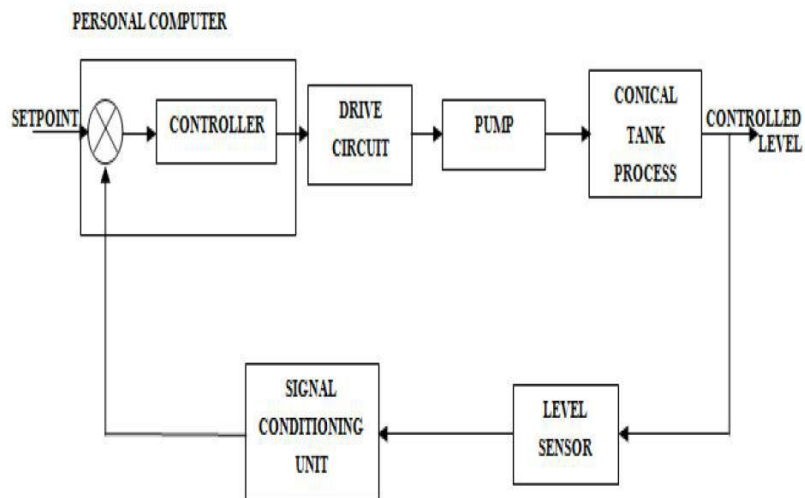 PERSONAL COMPUTER
SETPOINT
CONTROLLER
DRIVE
CIRCUIT
PUMP
CONICAL
TANK
PROCESS
CONTROLLED
LEVEL
SIGNAL
CONDITIONING
UNIT
LEVEL
SENSOR